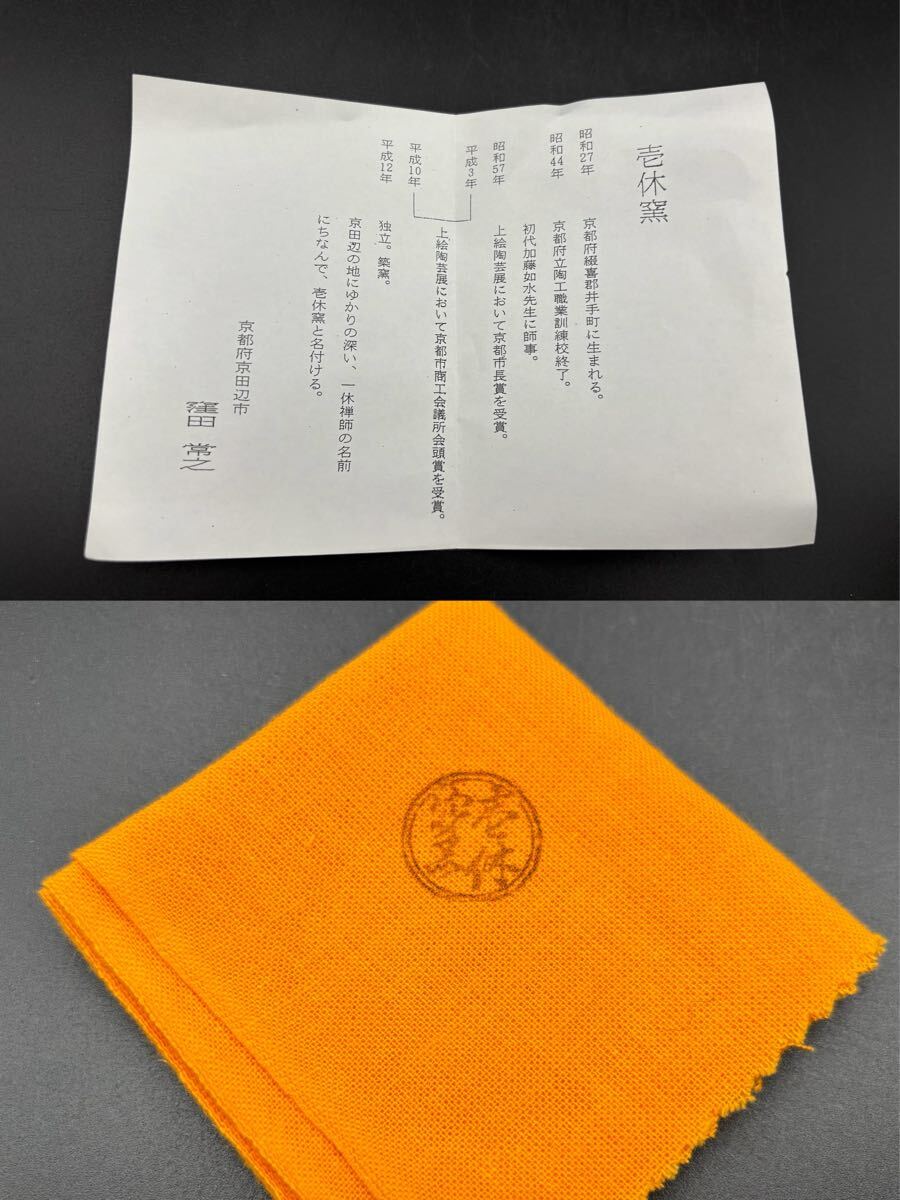 壱休窯
昭和27年
京都府綴喜郡井手町に生まれる。
昭和44年
京都府立陶工職業訓練校終了。
初代加藤如水先生に師事。
昭和57年
上絵陶芸展において京都市長賞を受賞。
平成3年
平成10年
上絵陶芸展において京都市商工会議所会頭賞を受賞。
平成12年
独立。築窯。
京田辺の地にゆかりの深い、一休禅師の名前
にちなんで、壱休窯と名付ける。
京都府京田辺市
窪田 常之
壱休
窯